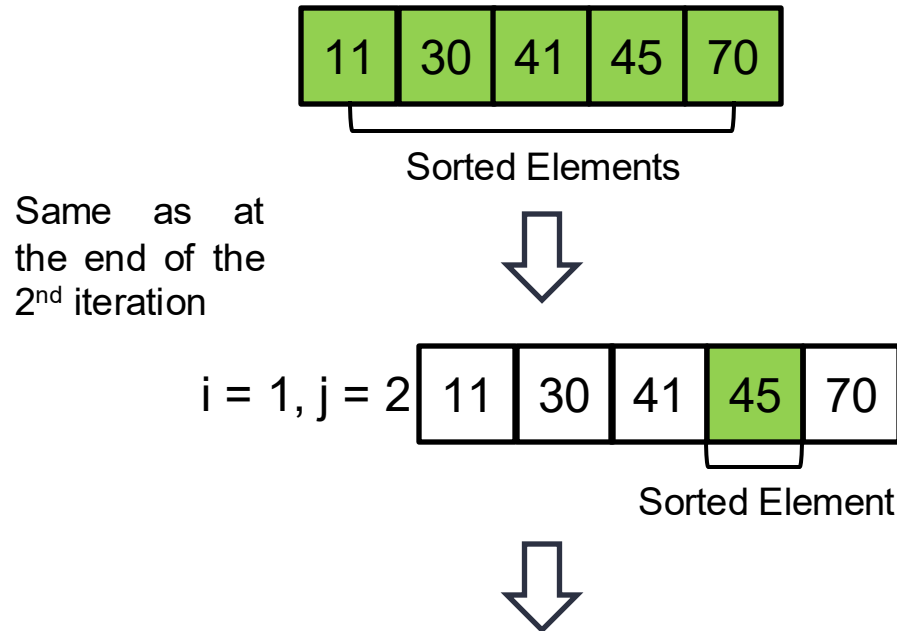 11 30 41 45 70
Sorted Elements
Same as at
the end of the
2nd iteration
i = 1, j = 2 11 30 41 45 70
Sorted Element